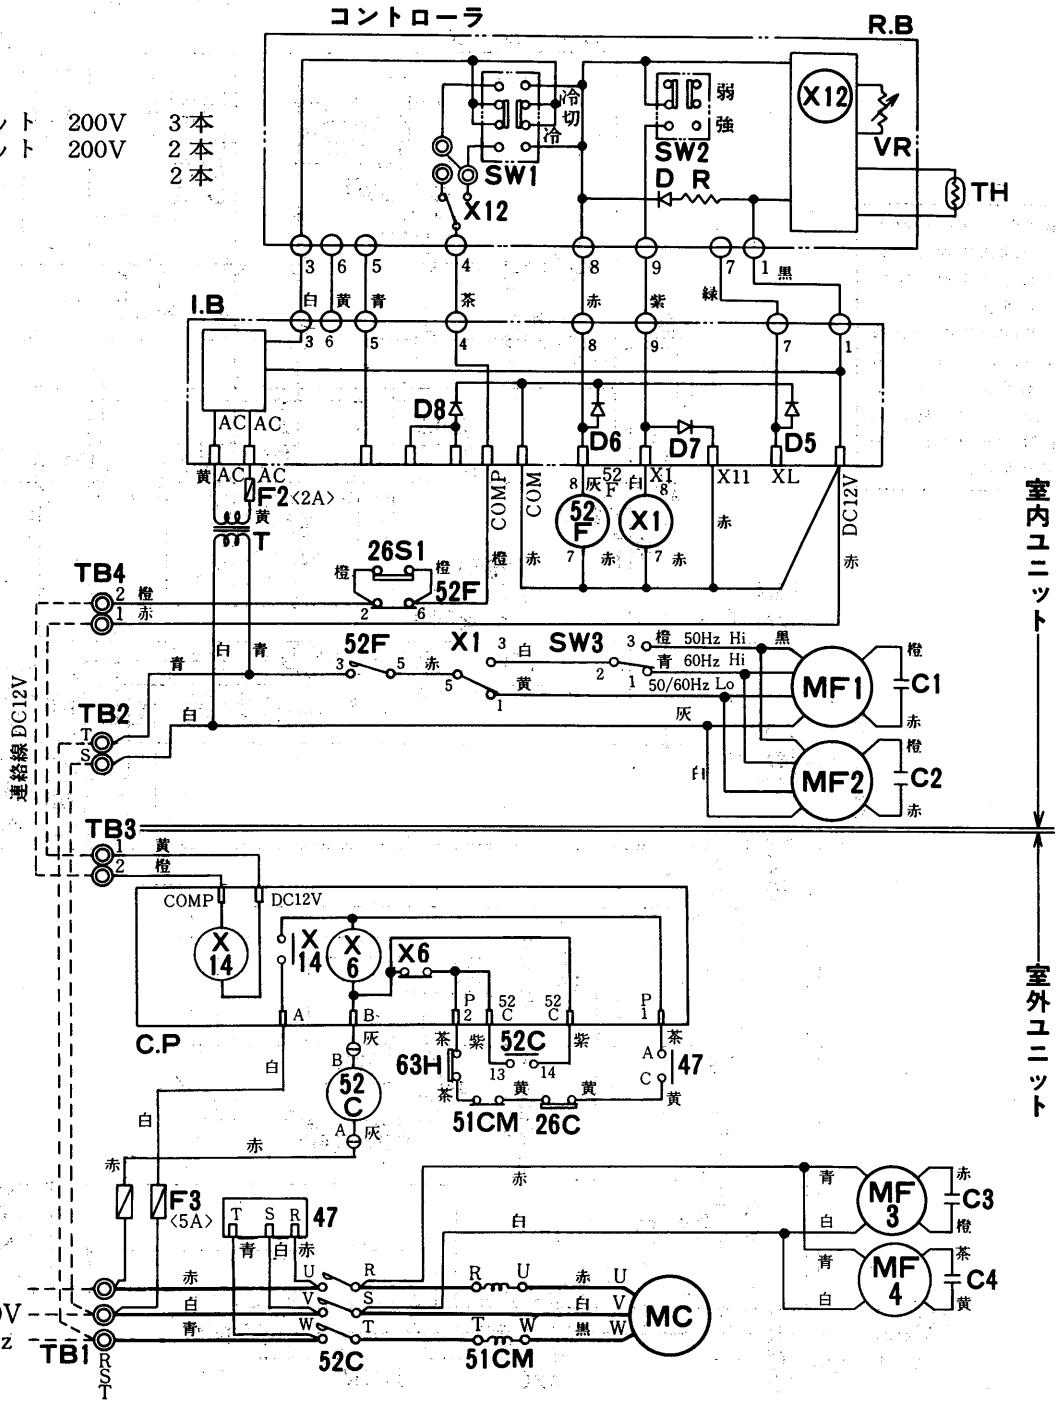 コントローラ
R.B
ット 200V 3本
ット 200V 2本
2本
冷
切
冷
SW1
弱
強
SW2
X12
VR
D R
TH
X12
3 6 5 4 8 9 7 1
白 黄 青 茶 赤 紫 緑 黒
I.B
3 6 5 4 8 9 7 1
D8
D6
D7
D5
AC AC
黄 AC AC
F2<2A>
黄
T
COMP
COM
8 灰 52F
白 X1 8
X11
XL
DC12V
52F
X1
7 赤
7 赤
赤
橙
赤
赤
室内ユニット
TB4
2 橙
1 赤
26S1
橙 橙
52F
2 6
連絡線 DC12V
青
白 青
52F
3 5 赤
X1
5
3 白
1 黄
SW3
2
3 橙 50Hz Hi 黒
青 60Hz Hi
1
50/60Hz Lo
MF1
橙
C1
赤
TB2
T
S
白
灰
白
MF2
橙
C2
赤
TB3
1 黄
2 橙
COMP DC12V
X14
X14
X6
X6
A
B
P2
52C
52C
P1
C.P
白
灰
B
52C
A
灰
茶
63H
茶
紫
52C
紫
13 14
黄 黄
51CM
26C
茶
A
C
47
黄
室外ユニット
白
赤
赤
F3
<5A>
T S R 47
青 白 赤
赤
白
青
MF3
赤
C3
橙
白
青
MF4
茶
C4
黄
白
赤 U R R U 赤 U
白 V S 白 V
青 W T T W 黒 W
MC
0V
z
TB1
R
S
T
52C
51CM